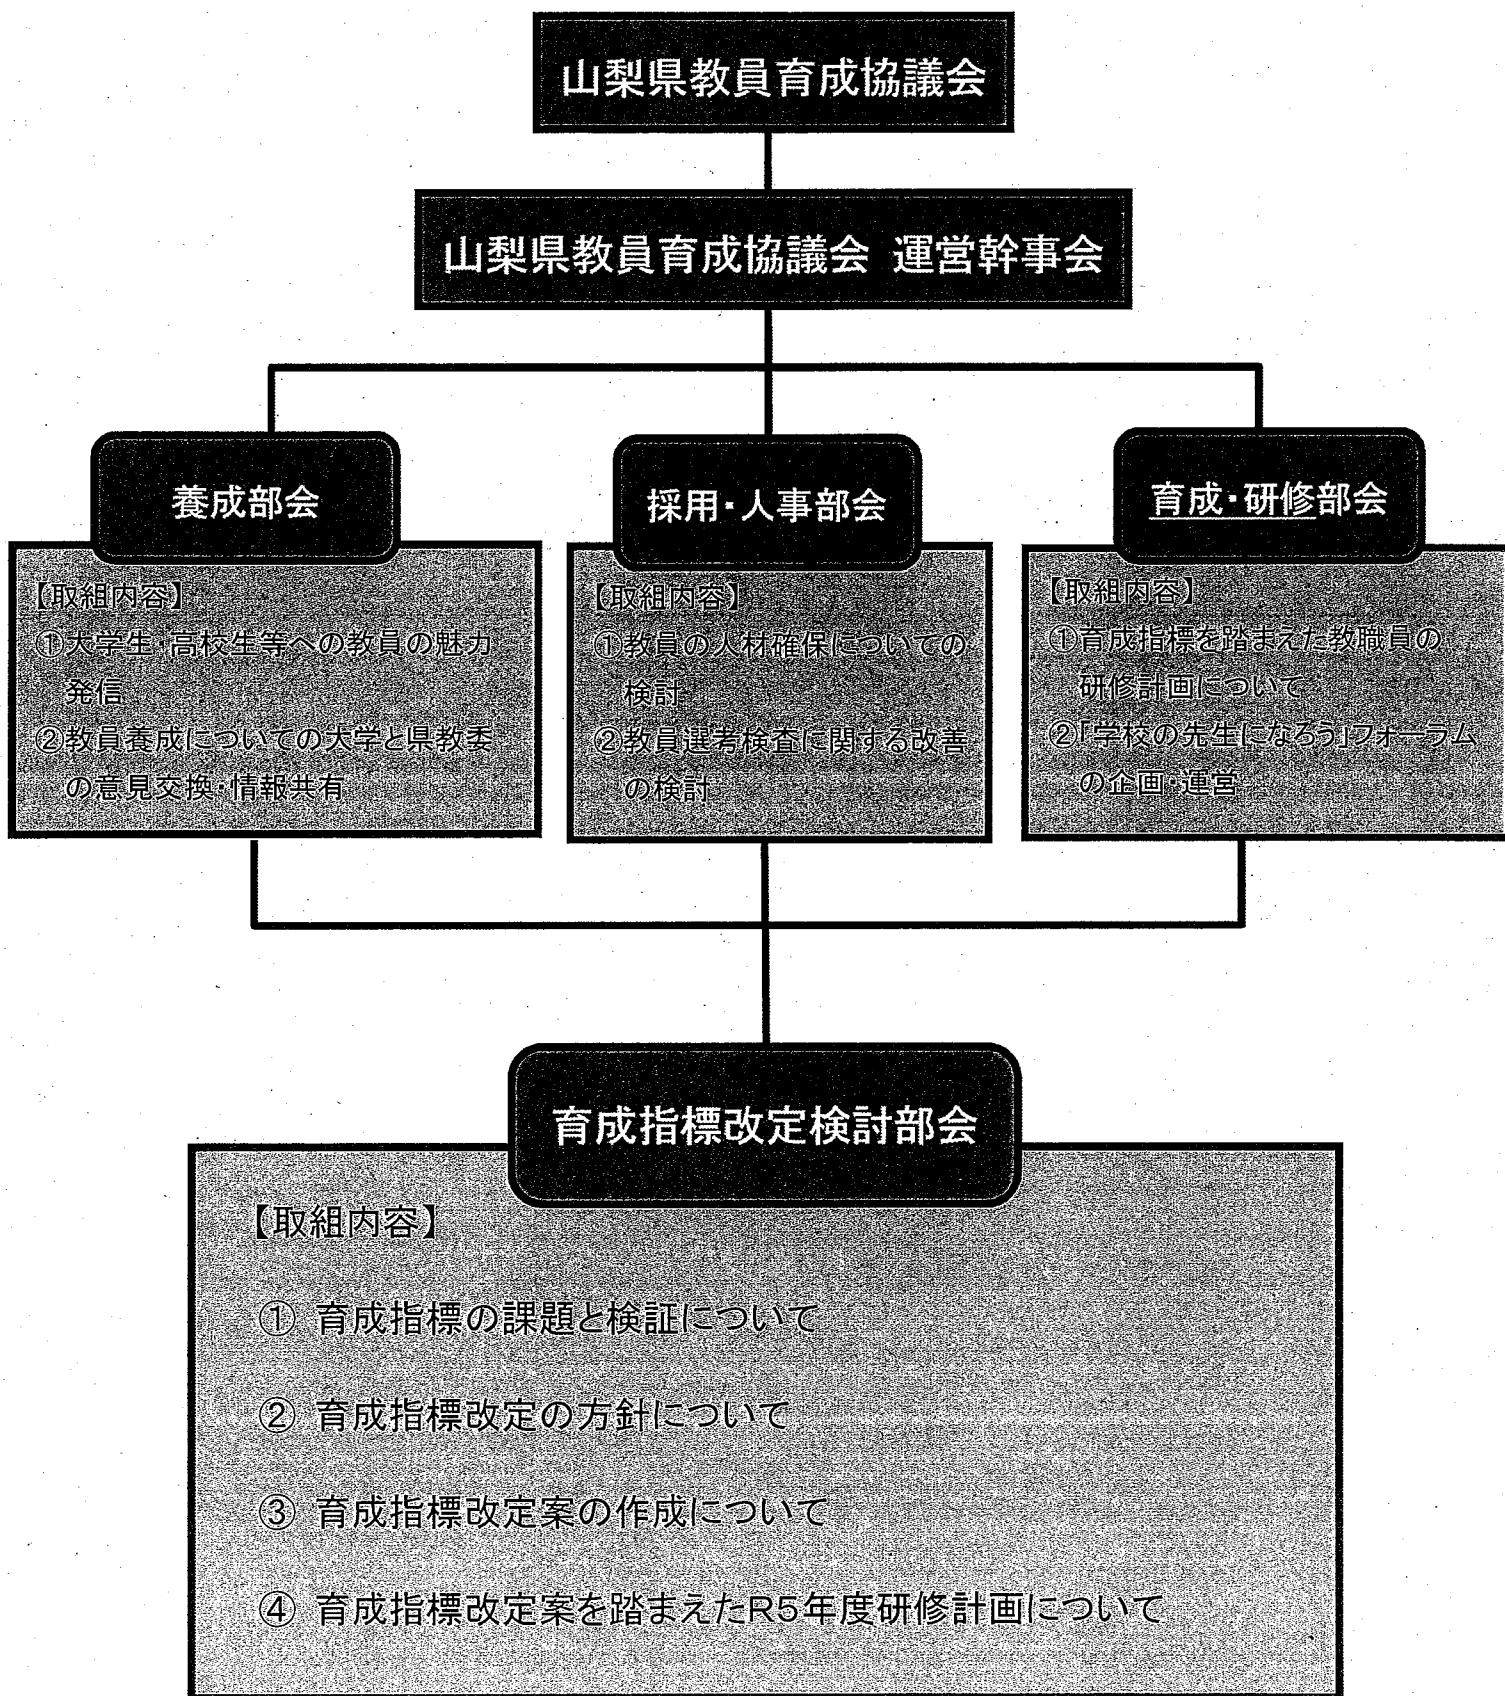 山梨県教員育成協議会
山梨県教員育成協議会 運営幹事会
養成部会
【取組内容】
①大学生・高校生等への教員の魅力
発信
②教員養成についての大学と県教委
の意見交換・情報共有
採用・人事部会
【取組内容】
①教員の人材確保についての
検討
②教員選考検査に関する改善
の検討
育成・研修部会
【取組内容】
①育成指標を踏まえた教職員の
研修計画について
②「学校の先生になろう」フォーラム
の企画・運営
育成指標改定検討部会
【取組内容】
① 育成指標の課題と検証について
② 育成指標改定の方針について
③ 育成指標改定案の作成について
④ 育成指標改定案を踏まえたR5年度研修計画について